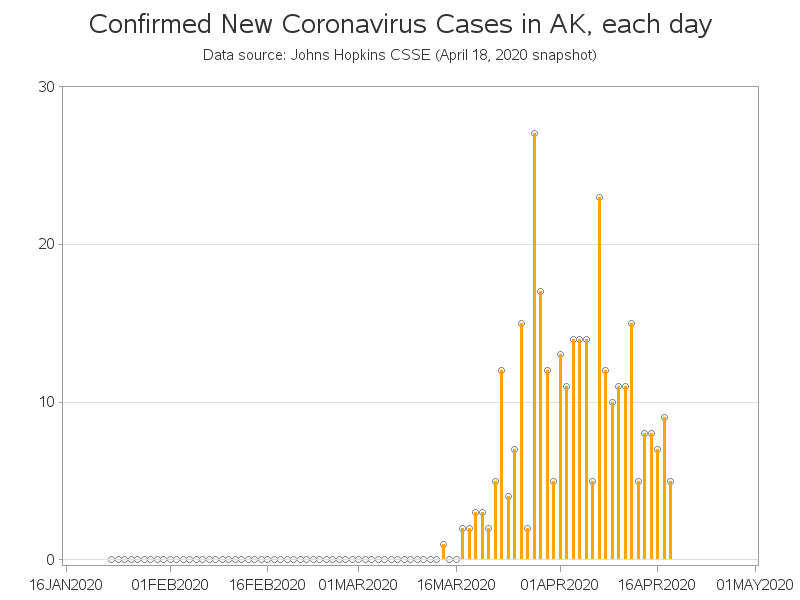 Confirmed New Coronavirus Cases in AK, each day
Data source: Johns Hopkins CSSE (April 18, 2020 snapshot)
30
20
10
0
16JAN2020 01FEB2020 16FEB2020 01MAR2020 16MAR2020 01APR2020 16APR2020 01MAY2020